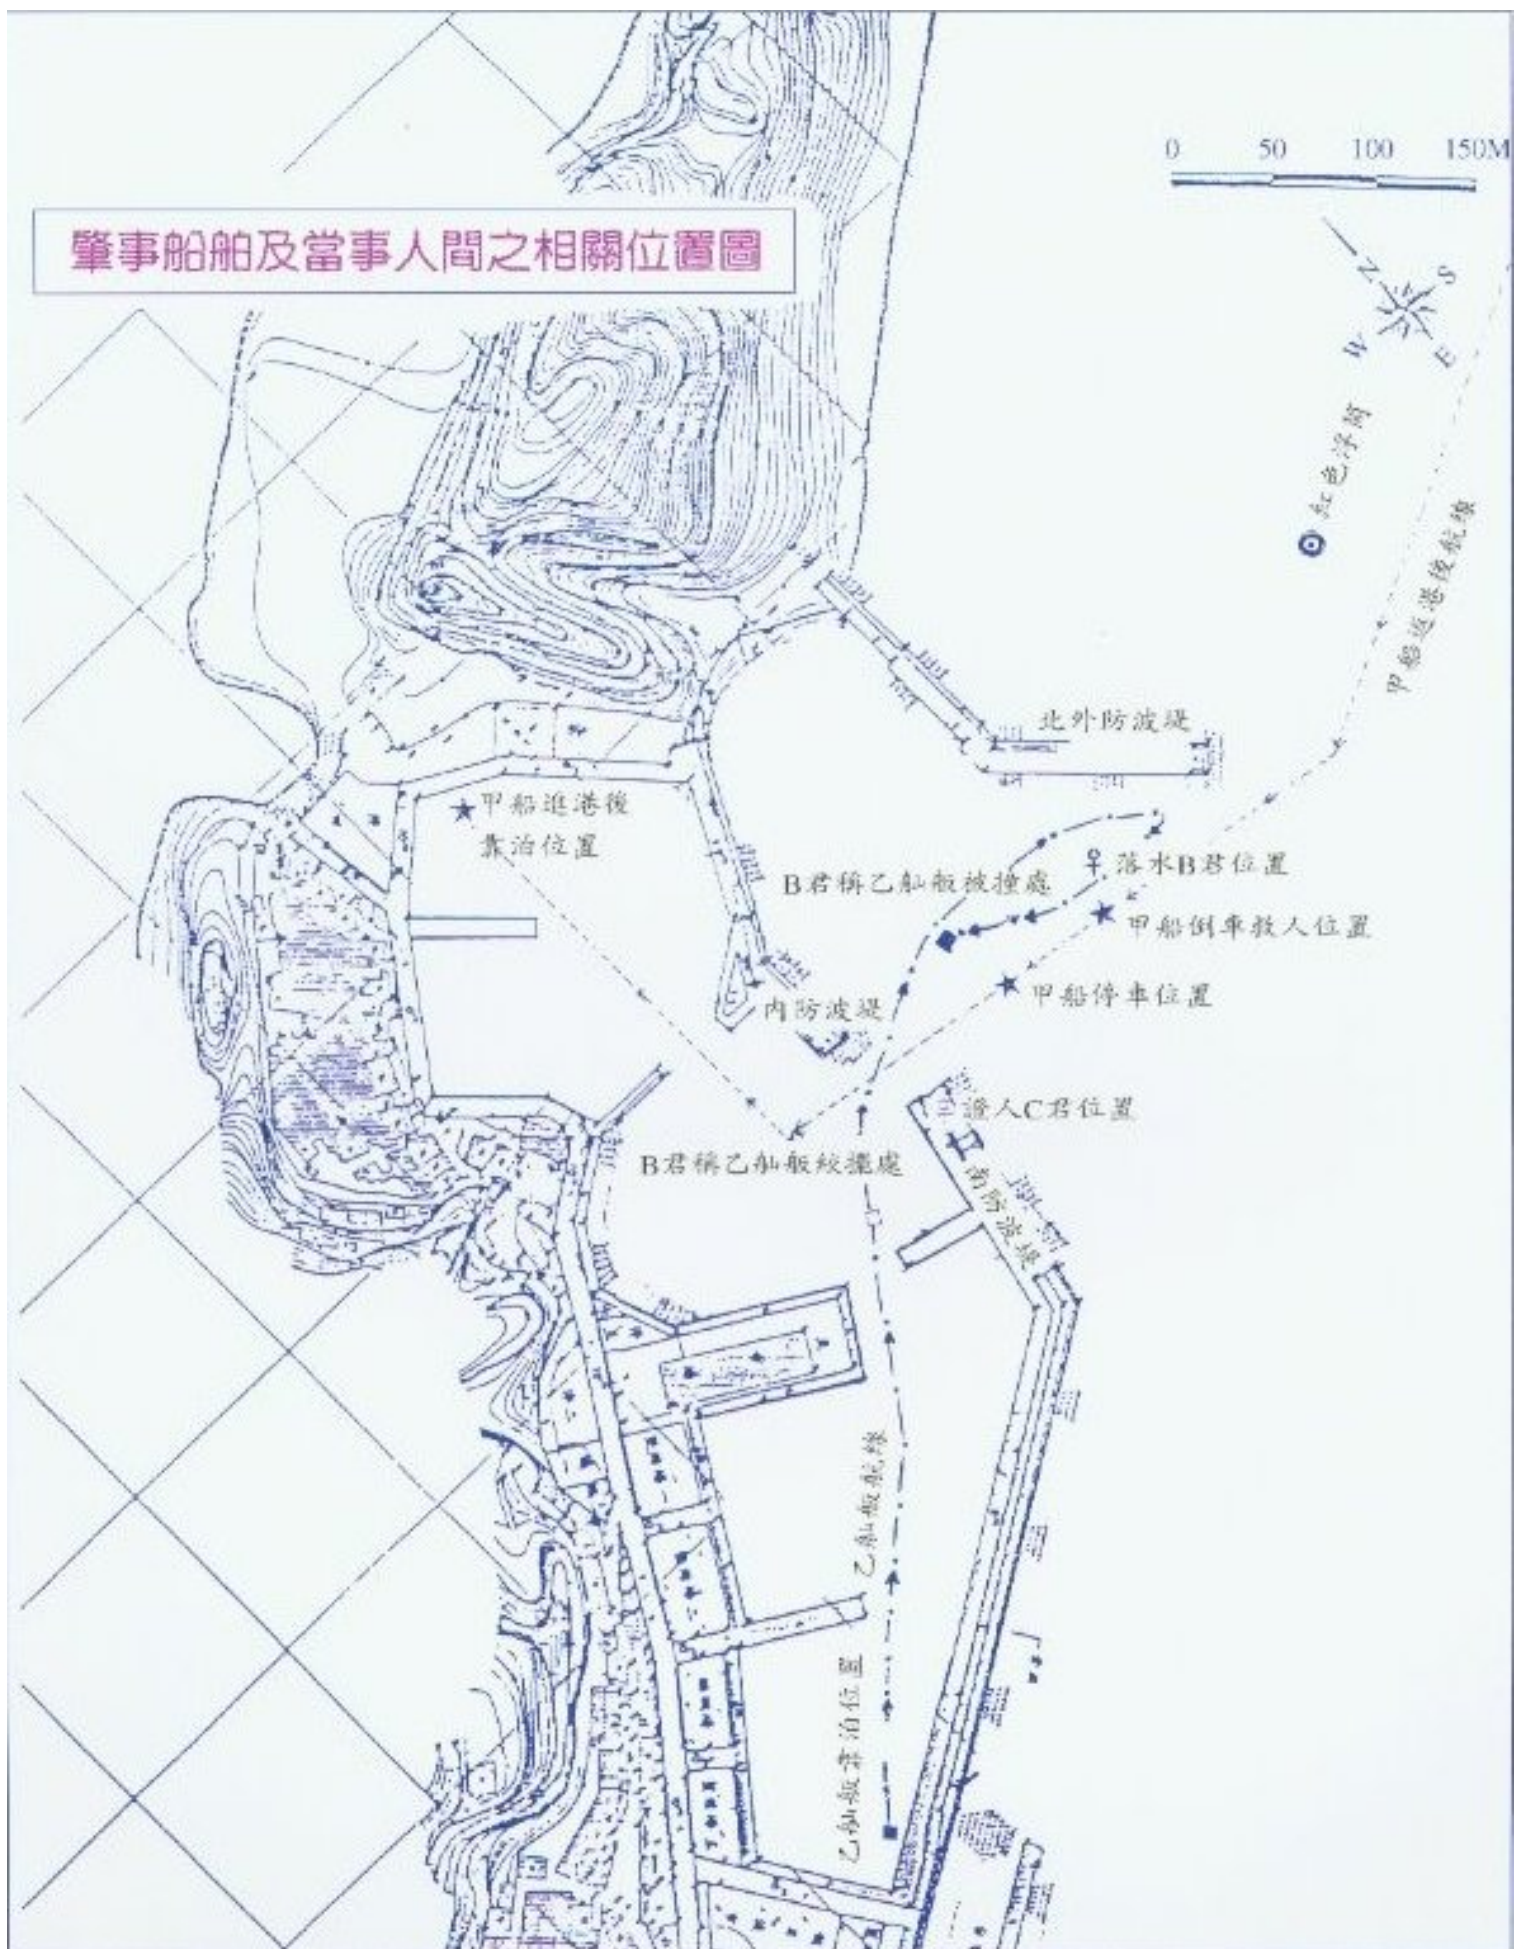 0 50 100 150M
肇事船舶及當事人間之相關位置圖
N
S
W
E
紅色浮筒
甲船返港後航線
北外防波堤
甲船進港後
靠泊位置
落水B君位置
B君稱乙舢舨被撞處
甲船倒車救人位置
甲船停車位置
內防波堤
證人C君位置
B君稱乙舢舨絞擺處
南防波堤
乙舢舨航線
乙舢舨靠泊位置